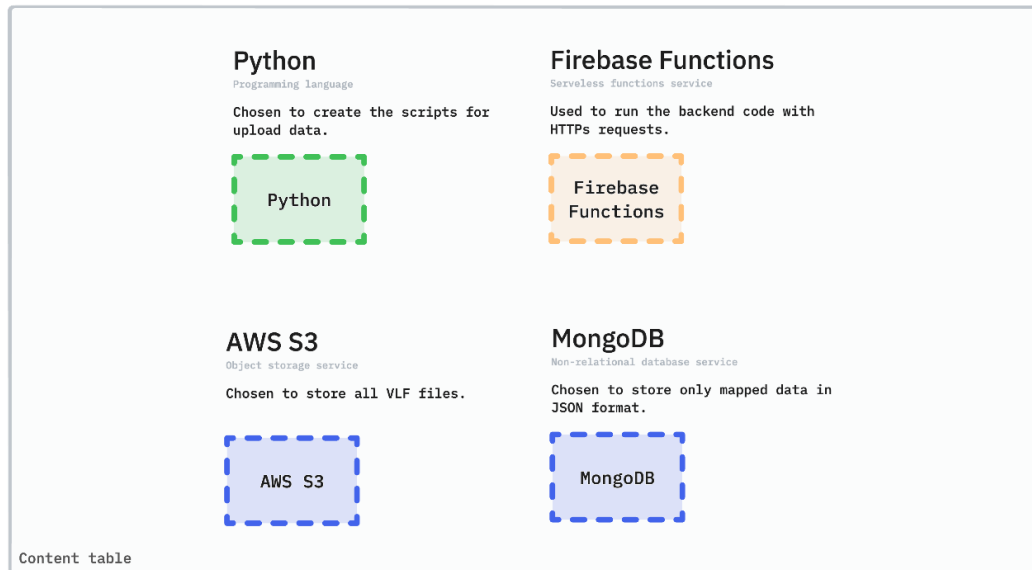 Python
Programming language
Chosen to create the scripts for
upload data.
Python
Firebase Functions
Serveless functions service
Used to run the backend code with
HTTPs requests.
Firebase
Functions
AWS S3
Object storage service
Chosen to store all VLF files.
AWS S3
MongoDB
Non-relational database service
Chosen to store only mapped data in
JSON format.
MongoDB
Content table